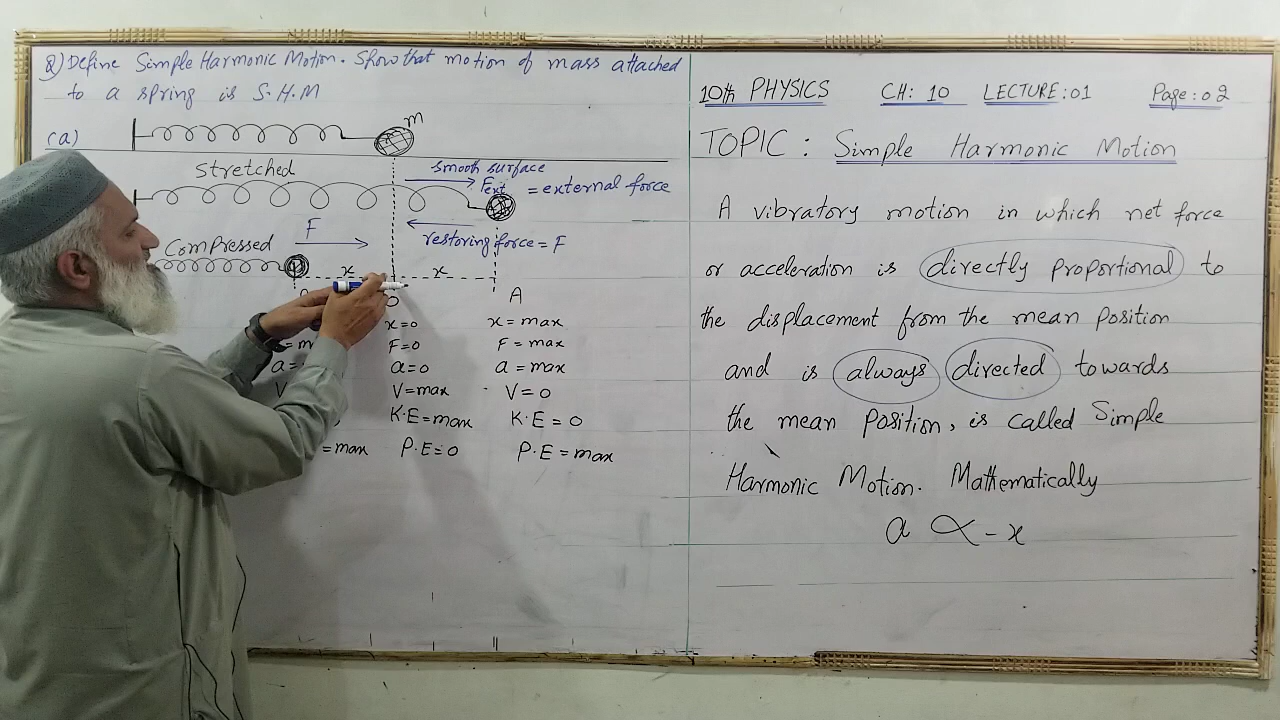 Q) Define Simple Harmonic Motion. Show that motion of mass attached
to a spring is S.H.M
(a)
m
stretched
smooth surface
Fext = external force
F
restoring force = F
Compressed
x x
O A
x=0 x = max
F=0 F = max
a= a=0 a = max
V V=max V = 0
K.E = max K.E = 0
= max P.E = 0 P.E = max
10th PHYSICS CH: 10 LECTURE: 01 Page: 02
TOPIC: Simple Harmonic Motion
A vibratory motion in which net force
or acceleration is directly proportional to
the displacement from the mean position
and is always directed towards
the mean position, is called Simple
Harmonic Motion. Mathematically
a ∝ - x